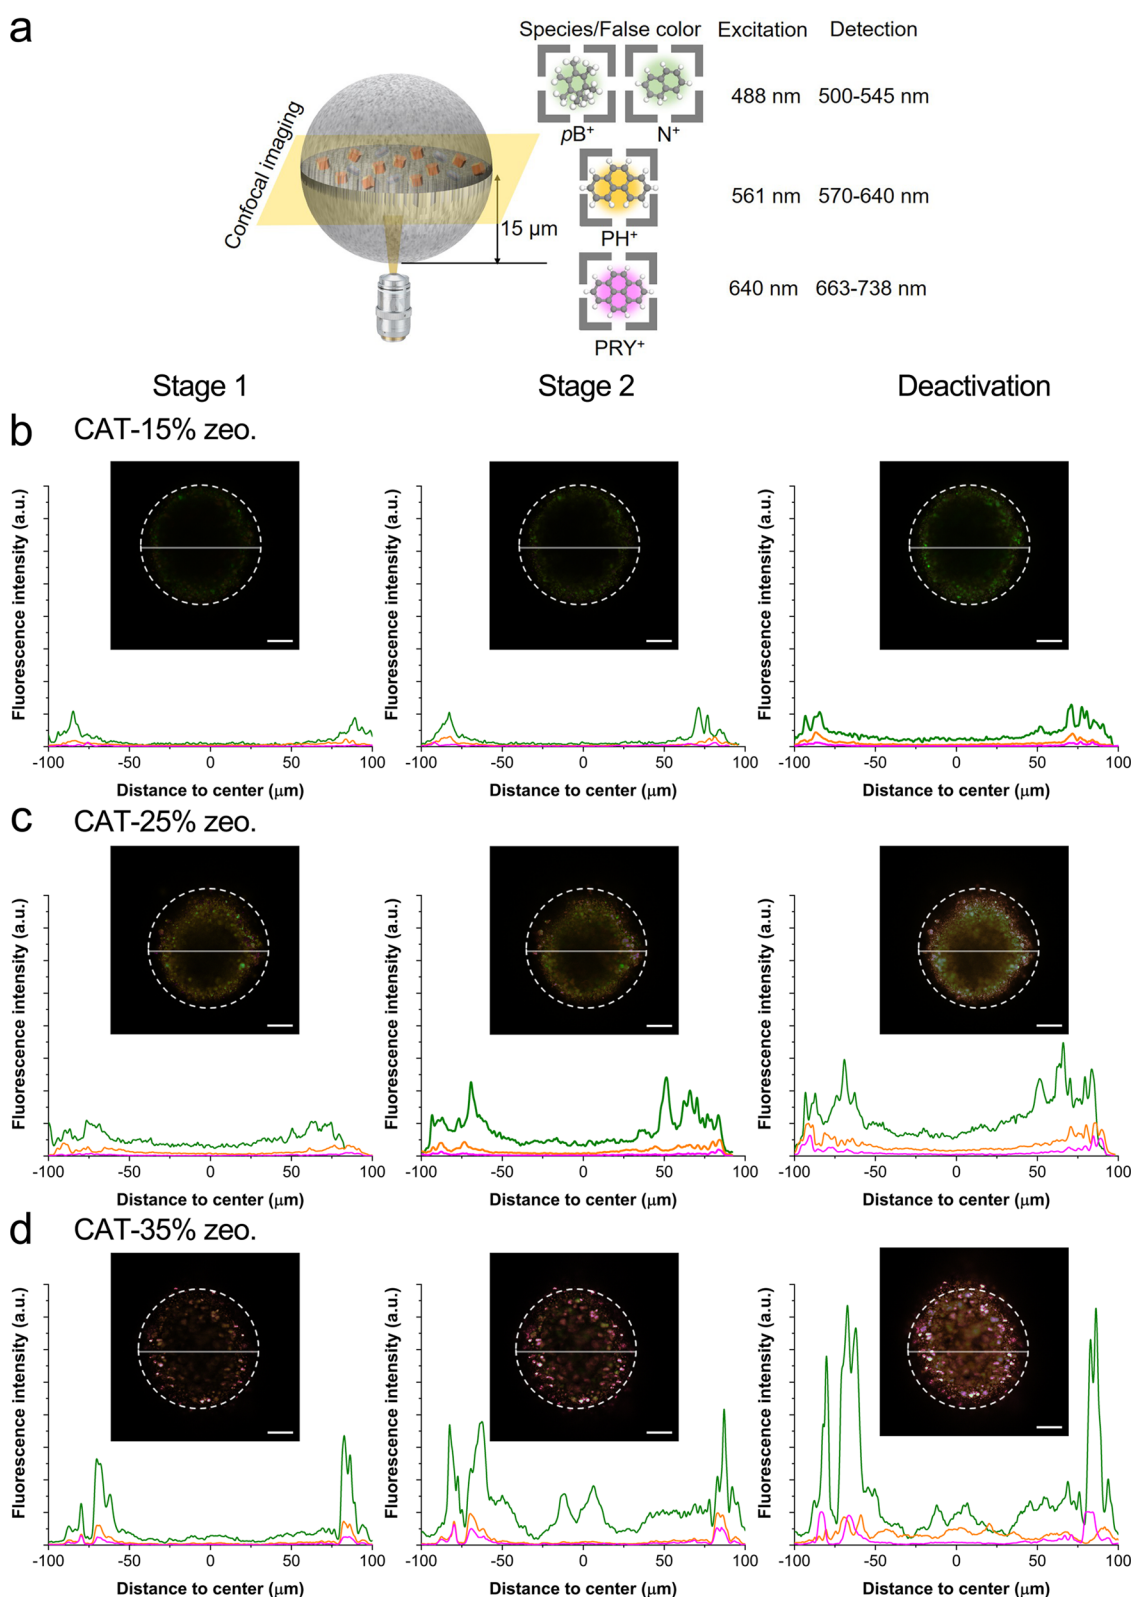 a
Species/False color Excitation Detection
Confocal imaging
15 μm
pB⁺ N⁺ 488 nm 500-545 nm
PH⁺ 561 nm 570-640 nm
PRY⁺ 640 nm 663-738 nm
Stage 1 Stage 2 Deactivation
b CAT-15% zeo.
Fluorescence intensity (a.u.) Fluorescence intensity (a.u.) Fluorescence intensity (a.u.)
-100 -50 0 50 100 -100 -50 0 50 100 -100 -50 0 50 100
Distance to center (μm) Distance to center (μm) Distance to center (μm)
c CAT-25% zeo.
Fluorescence intensity (a.u.) Fluorescence intensity (a.u.) Fluorescence intensity (a.u.)
-100 -50 0 50 100 -100 -50 0 50 100 -100 -50 0 50 100
Distance to center (μm) Distance to center (μm) Distance to center (μm)
d CAT-35% zeo.
Fluorescence intensity (a.u.) Fluorescence intensity (a.u.) Fluorescence intensity (a.u.)
-100 -50 0 50 100 -100 -50 0 50 100 -100 -50 0 50 100
Distance to center (μm) Distance to center (μm) Distance to center (μm)